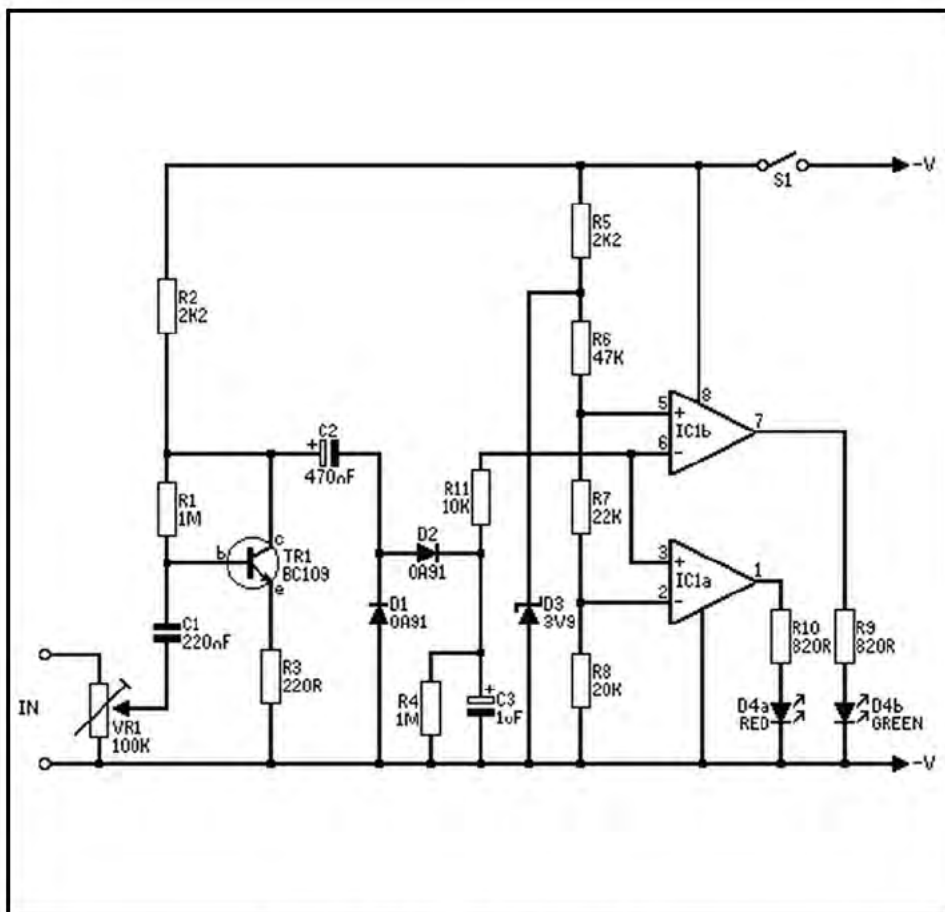 -V
S1
R5
2K2
R2
2K2
R6
47K
5
+
8
IC1b
7
6
-
+
C2
470nF
R11
10K
R7
22K
R1
1M
c
b
TR1
BC109
e
D2
OA91
3
+
IC1a
1
2
-
D1
OA91
D3
3V9
C1
220nF
R3
220R
R4
1M
+
C3
1uF
R8
20K
R10
820R
R9
820R
IN
VR1
100K
D4a
RED
D4b
GREEN
-V